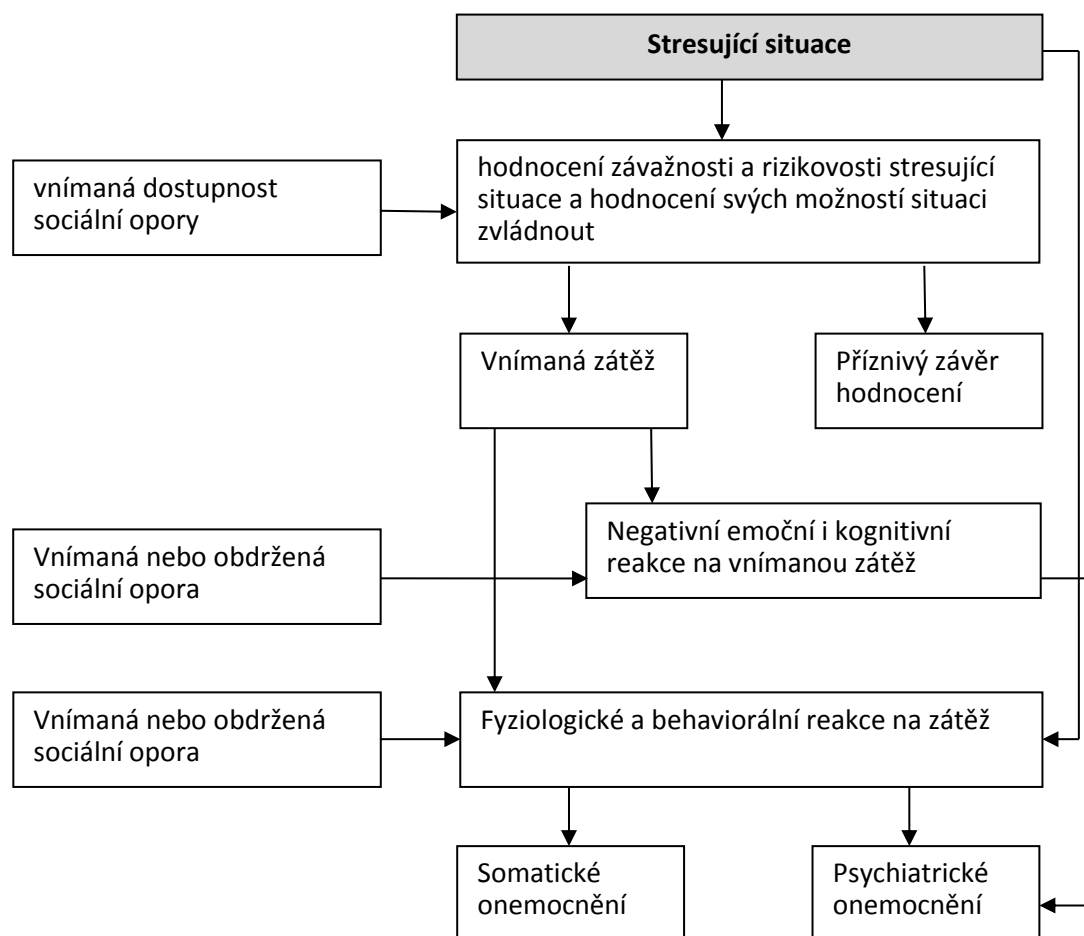 Stresující situace
vnímaná dostupnost
sociální opory
hodnocení závažnosti a rizikovosti stresující
situace a hodnocení svých možností situaci
zvládnout
Vnímaná zátěž
Příznivý závěr
hodnocení
Vnímaná nebo obdržená
sociální opora
Negativní emoční i kognitivní
reakce na vnímanou zátěž
Vnímaná nebo obdržená
sociální opora
Fyziologické a behaviorální reakce na zátěž
Somatické
onemocnění
Psychiatrické
onemocnění